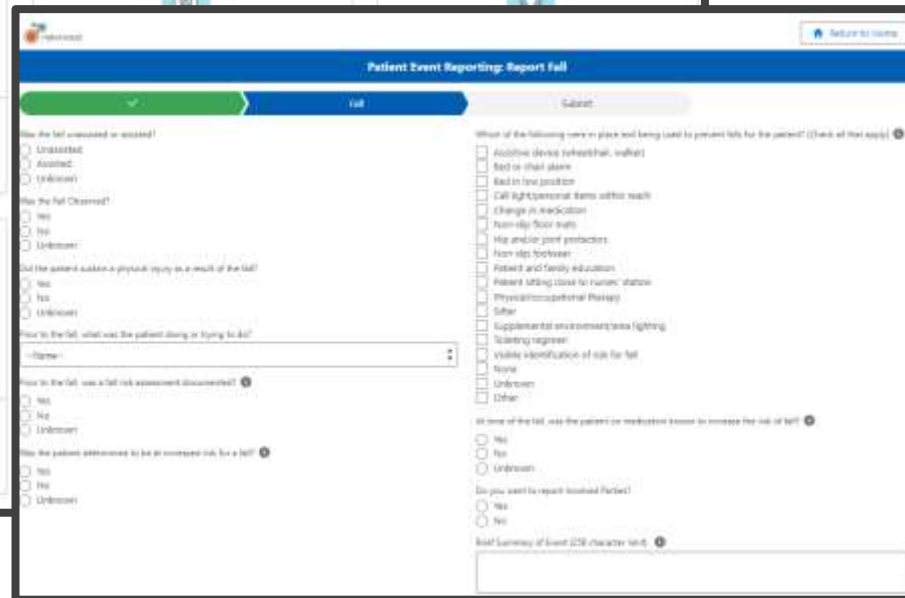 Return to Home
Patient Event Reporting: Report Fall
Fall
Submit
Was the fall unassisted or assisted?
Unassisted
Assisted
Unknown
Was the Fall Observed?
Yes
No
Unknown
Did the patient sustain a physical injury as a result of the fall?
Yes
No
Unknown
Prior to the fall, what was the patient doing or trying to do?
--None--
Prior to the fall, was a fall risk assessment documented?
Yes
No
Unknown
Was the patient determined to be at increased risk for a fall?
Yes
No
Unknown
Which of the following were in place and being used to prevent falls for the patient? (Check all that apply)
Assistive device (wheelchair, walker)
Bed or chair alarm
Bed in low position
Call light/personal items within reach
Change in medication
Non-slip floor mats
Hip and/or joint protectors
Non-slip footwear
Patient and family education
Patient sitting close to nurses' station
Physical/occupational therapy
Sitter
Supplemental environment/area lighting
Toileting regimen
Visible identification of risk for fall
None
Unknown
Other
At time of the fall, was the patient on medication known to increase the risk of fall?
Yes
No
Unknown
Do you want to report Involved Parties?
Yes
No
Brief Summary of Event character limit)